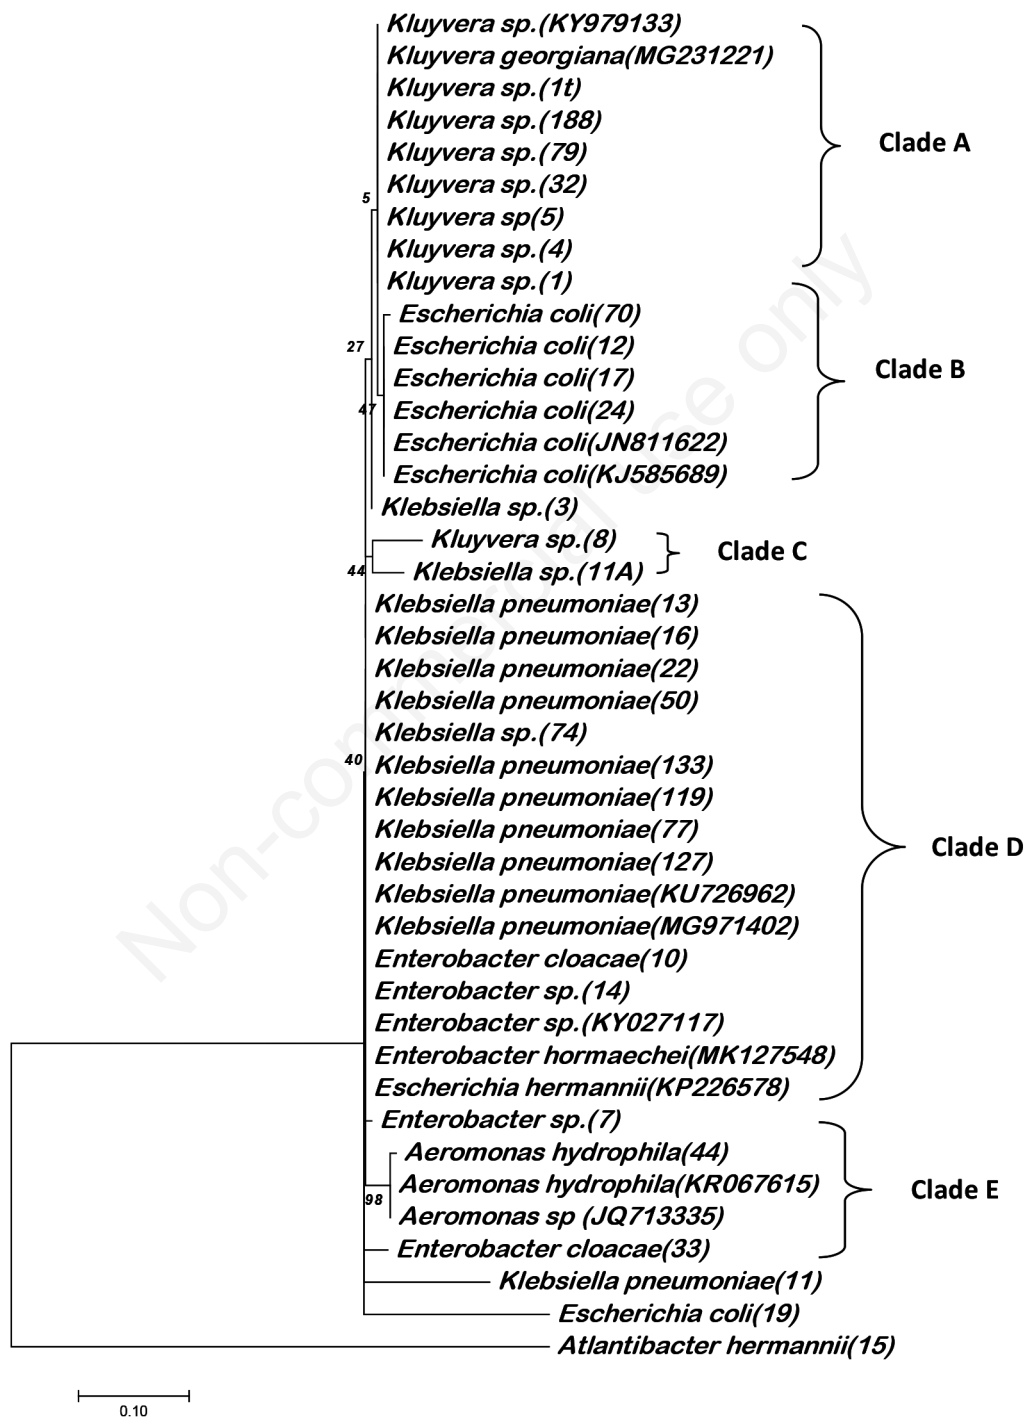 Kluyvera sp.(KY979133)
Kluyvera georgiana(MG231221)
Kluyvera sp.(1t)
Kluyvera sp.(188)
Clade A
Kluyvera sp.(79)
Kluyvera sp.(32)
5
Kluyvera sp(5)
Kluyvera sp.(4)
Kluyvera sp.(1)
Escherichia coli(70)
27
Escherichia coli(12)
Clade B
Escherichia coli(17)
47
Escherichia coli(24)
Escherichia coli(JN811622)
Escherichia coli(KJ585689)
Klebsiella sp.(3)
Kluyvera sp.(8)
Clade C
44
Klebsiella sp.(11A)
Klebsiella pneumoniae(13)
Klebsiella pneumoniae(16)
Klebsiella pneumoniae(22)
Klebsiella pneumoniae(50)
Klebsiella sp.(74)
40
Klebsiella pneumoniae(133)
Klebsiella pneumoniae(119)
Klebsiella pneumoniae(77)
Clade D
Klebsiella pneumoniae(127)
Klebsiella pneumoniae(KU726962)
Klebsiella pneumoniae(MG971402)
Enterobacter cloacae(10)
Enterobacter sp.(14)
Enterobacter sp.(KY027117)
Enterobacter hormaechei(MK127548)
Escherichia hermannii(KP226578)
Enterobacter sp.(7)
Aeromonas hydrophila(44)
Aeromonas hydrophila(KR067615)
Clade E
98
Aeromonas sp (JQ713335)
Enterobacter cloacae(33)
Klebsiella pneumoniae(11)
Escherichia coli(19)
Atlantibacter hermannii(15)
0.10
Non-commercial use only